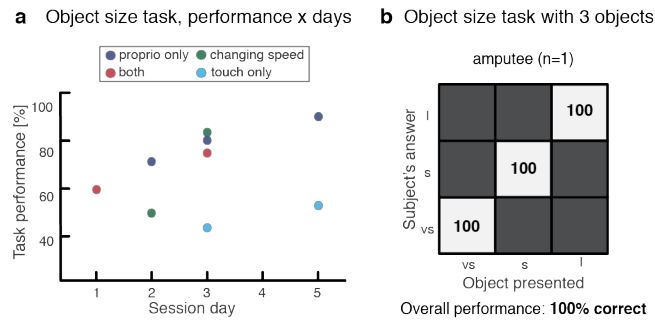 a Object size task, performance x days
proprio only changing speed
both touch only
Task performance [%]
100
80
60
40
1 2 3 4 5
Session day
b Object size task with 3 objects
amputee (n=1)
Subject's answer
l 100
s 100
vs 100
vs s l
Object presented
Overall performance: 100% correct